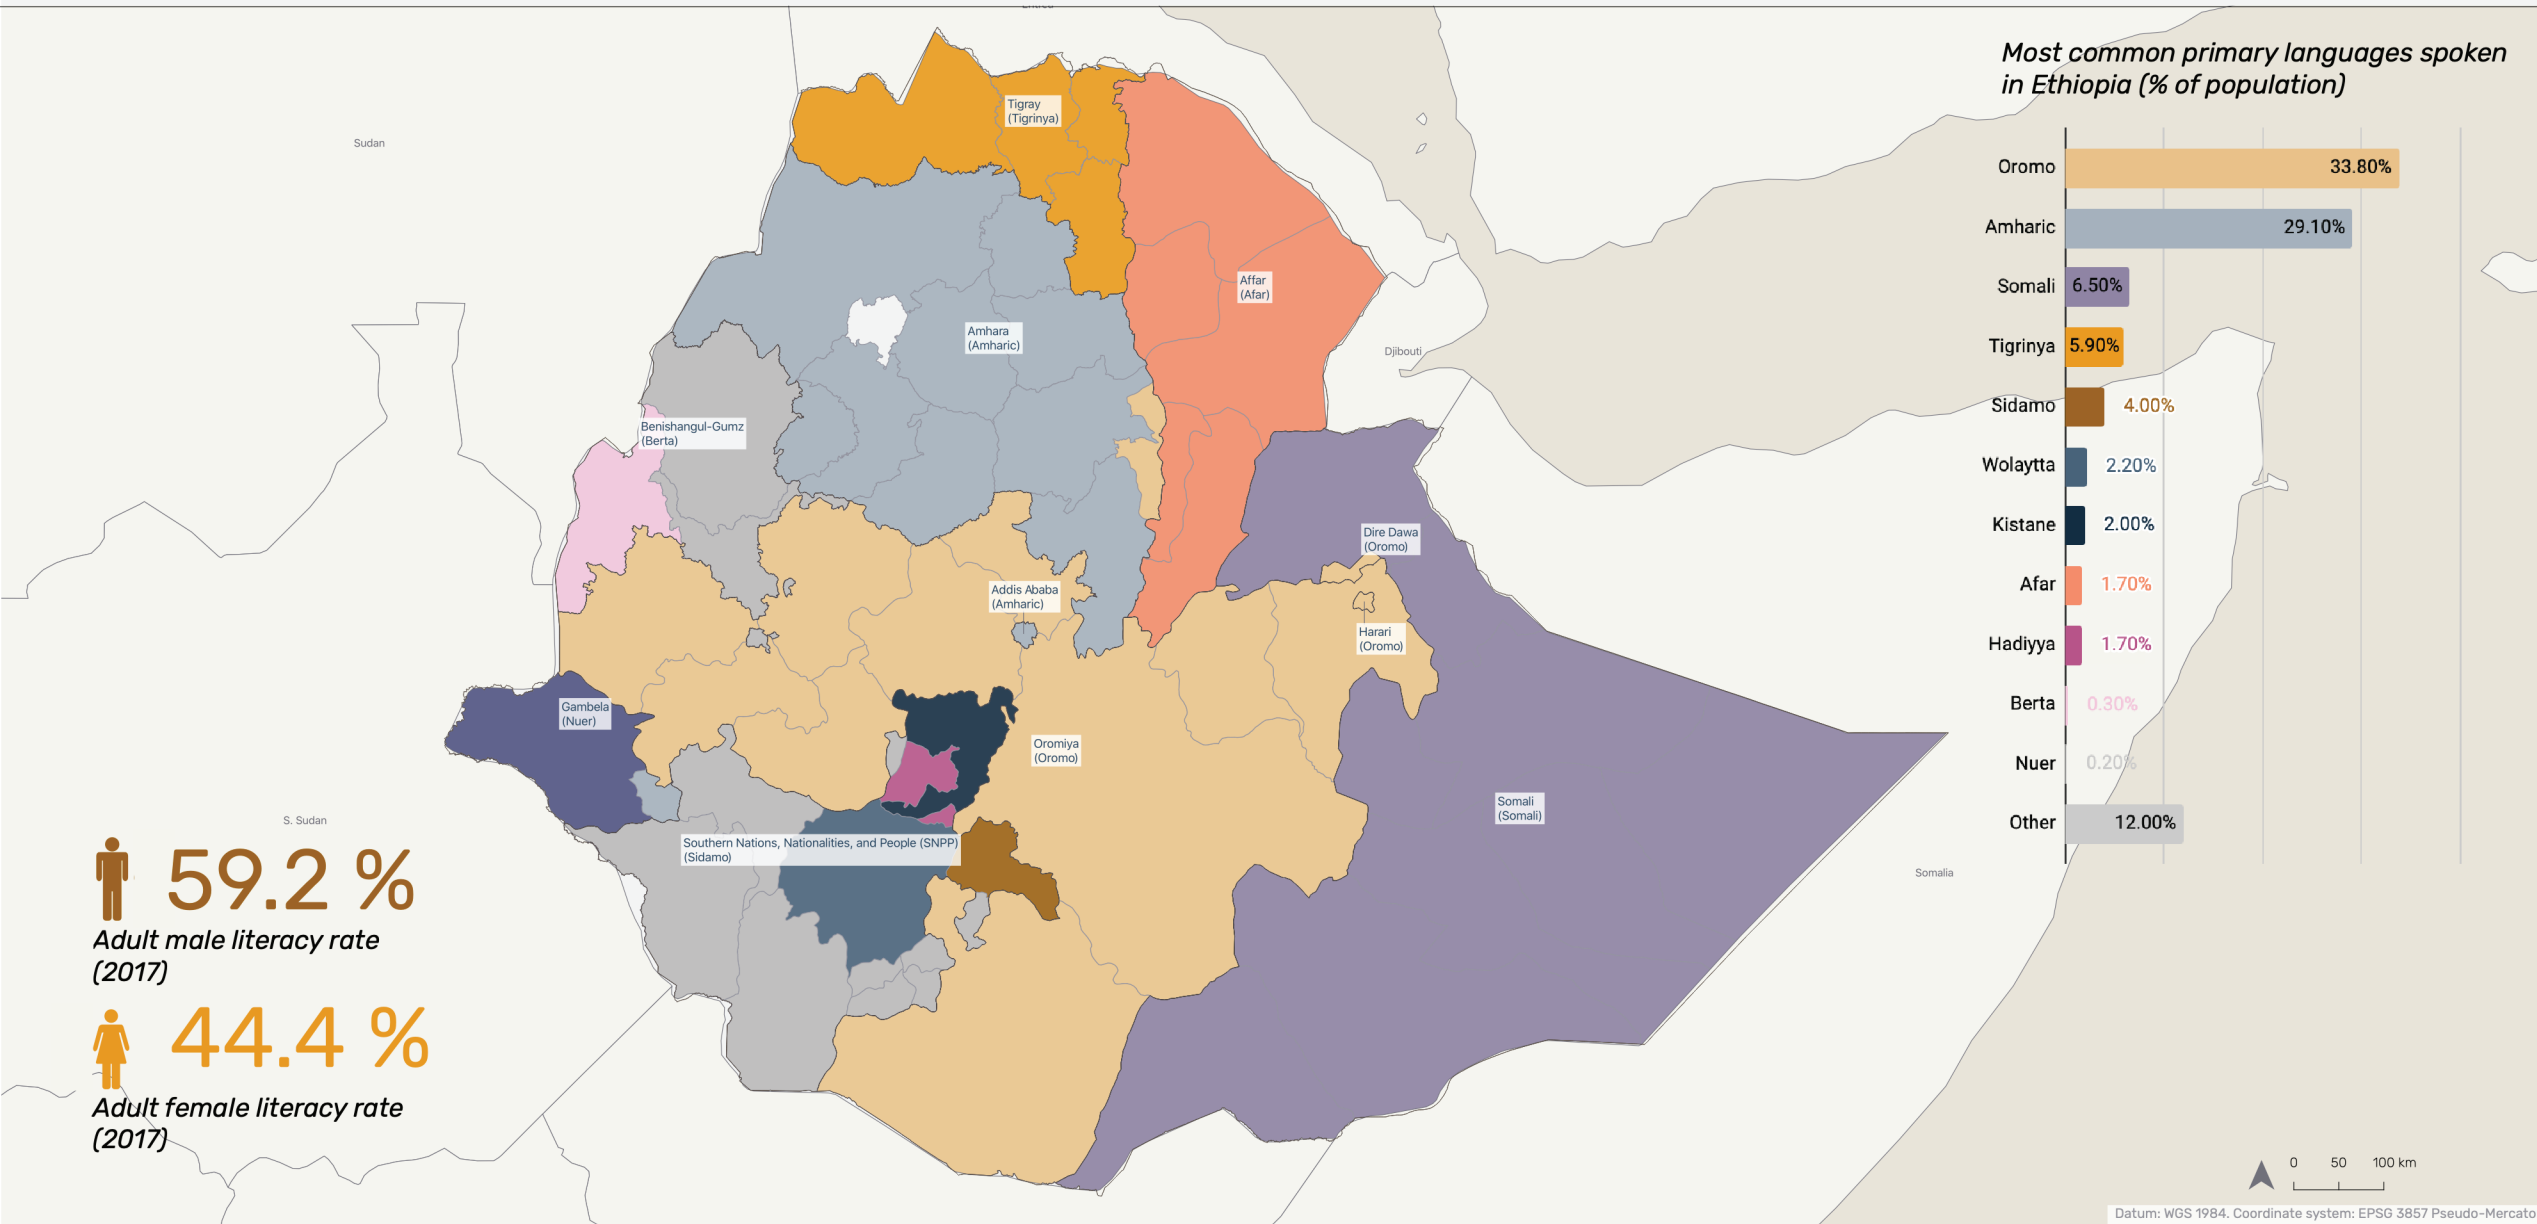 Most common primary languages spoken
in Ethiopia (% of population)
Oromo 33.80%
Amharic 29.10%
Somali 6.50%
Tigrinya 5.90%
Sidamo 4.00%
Wolaytta 2.20%
Kistane 2.00%
Afar 1.70%
Hadiyya 1.70%
Berta 0.30%
Nuer 0.20%
Other 12.00%
Sudan
Tigray
(Tigrinya)
Affar
(Afar)
Amhara
(Amharic)
Djibouti
Benishangul-Gumz
(Berta)
Dire Dawa
(Oromo)
Addis Ababa
(Amharic)
Harari
(Oromo)
Gambela
(Nuer)
Oromiya
(Oromo)
Somali
(Somali)
S. Sudan
Southern Nations, Nationalities, and People (SNPP)
(Sidamo)
Somalia
59.2 %
Adult male literacy rate
(2017)
44.4 %
Adult female literacy rate
(2017)
0 50 100 km
Datum: WGS 1984. Coordinate system: EPSG 3857 Pseudo-Mercato